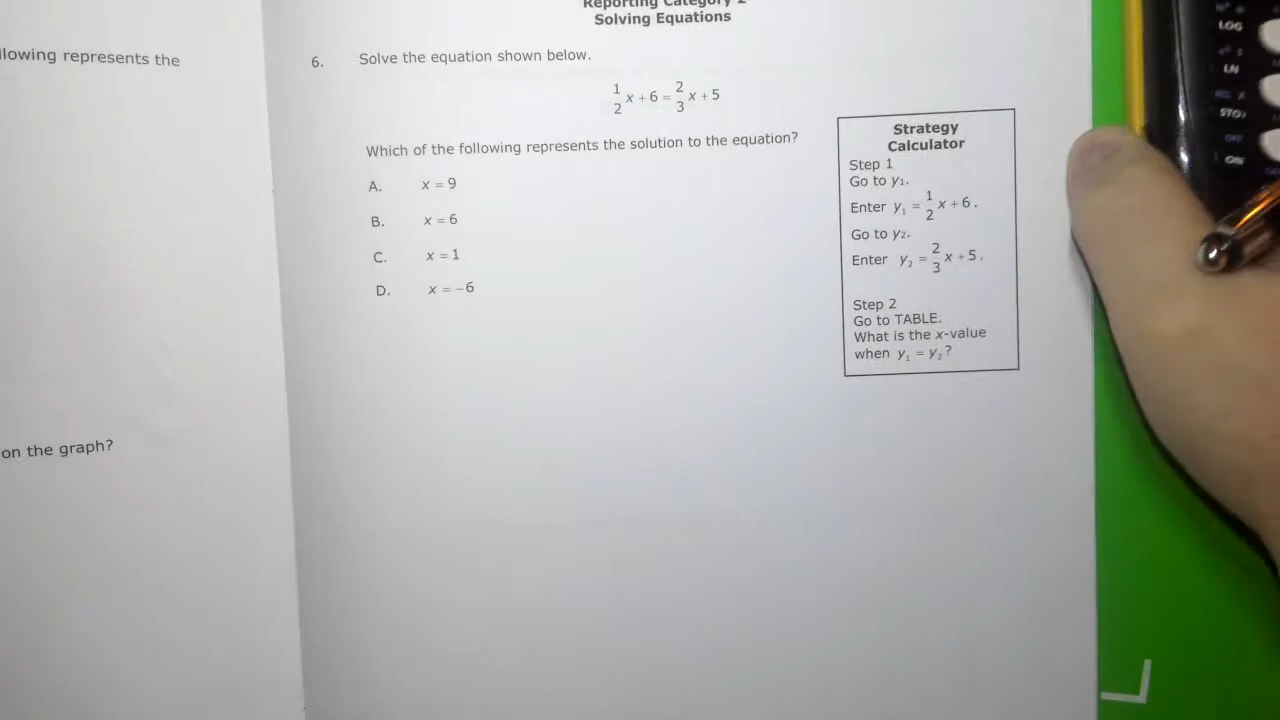 Reporting Category 2
Solving Equations
llowing represents the
6. Solve the equation shown below.
1/2 x + 6 = 2/3 x + 5
Which of the following represents the solution to the equation?
A. x = 9
B. x = 6
C. x = 1
D. x = −6
Strategy
Calculator
Step 1
Go to y₁.
Enter y₁ = 1/2 x + 6.
Go to y₂.
Enter y₂ = 2/3 x + 5.
Step 2
Go to TABLE.
What is the x-value
when y₁ = y₂?
on the graph?
LOG
LN
STO›
ON